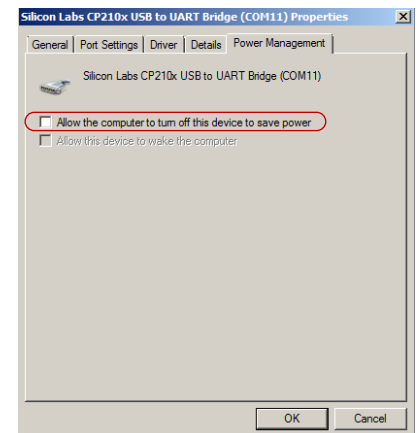 Silicon Labs CP210x USB to UART Bridge (COM11) Properties
General Port Settings Driver Details Power Management
Silicon Labs CP210x USB to UART Bridge (COM11)
Allow the computer to turn off this device to save power
Allow this device to wake the computer
OK Cancel